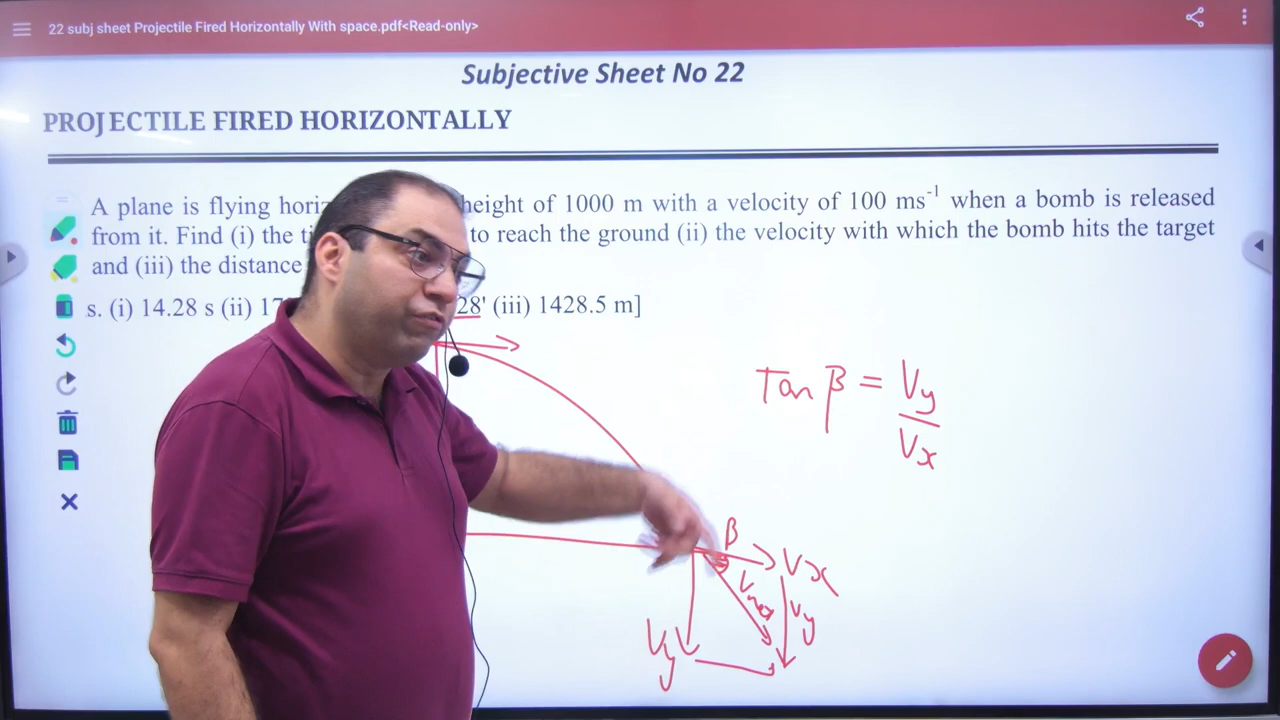 22 subj sheet Projectile Fired Horizontally With space.pdf<Read-only>
Subjective Sheet No 22
PROJECTILE FIRED HORIZONTALLY
A plane is flying height of 1000 m with a velocity of 100 ms⁻¹ when a bomb is released
from it. Find (i) the to reach the ground (ii) the velocity with which the bomb hits the target
and (iii) the distance
s. (i) 14.28 s (ii) 28' (iii) 1428.5 m]
Tan β = Vy
Vx
β
Vx
Vy
Vy